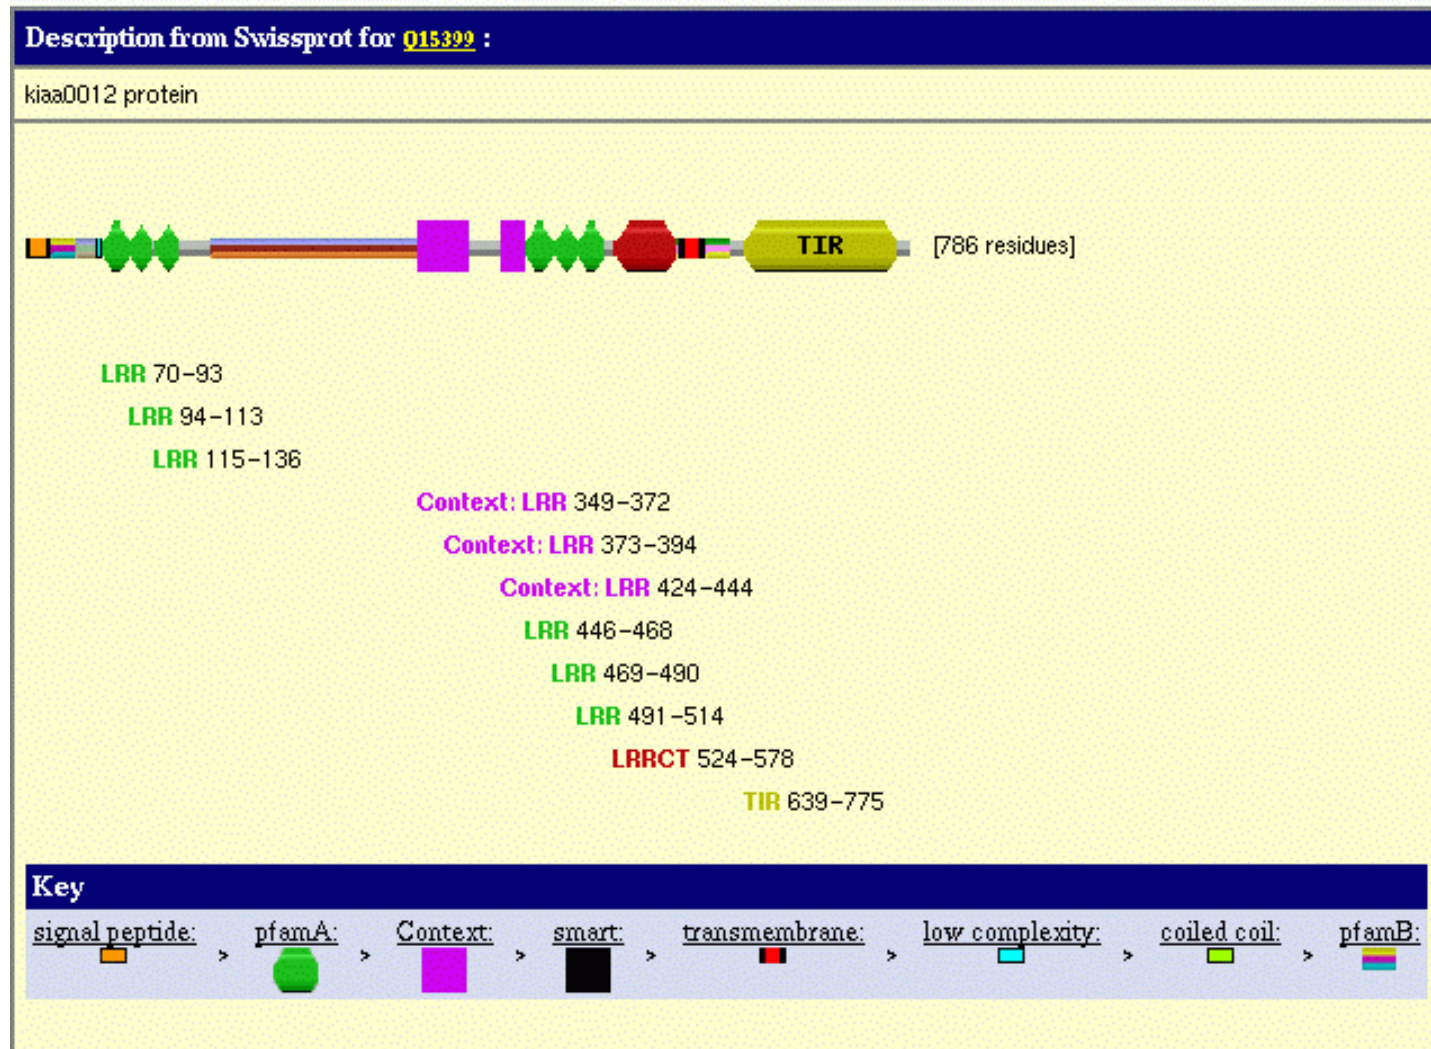 Description from Swissprot for Q15399 :
kiaa0012 protein
TIR
[786 residues]
LRR 70-93
LRR 94-113
LRR 115-136
Context: LRR 349-372
Context: LRR 373-394
Context: LRR 424-444
LRR 446-468
LRR 469-490
LRR 491-514
LRRCT 524-578
TIR 639-775
Key
signal peptide: > pfamA: > Context: > smart: > transmembrane: > low complexity: > coiled coil: > pfamB: